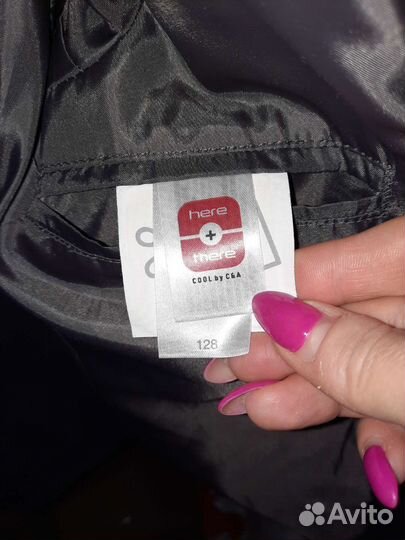 here
+
there
COOL by C&A
128
Avito